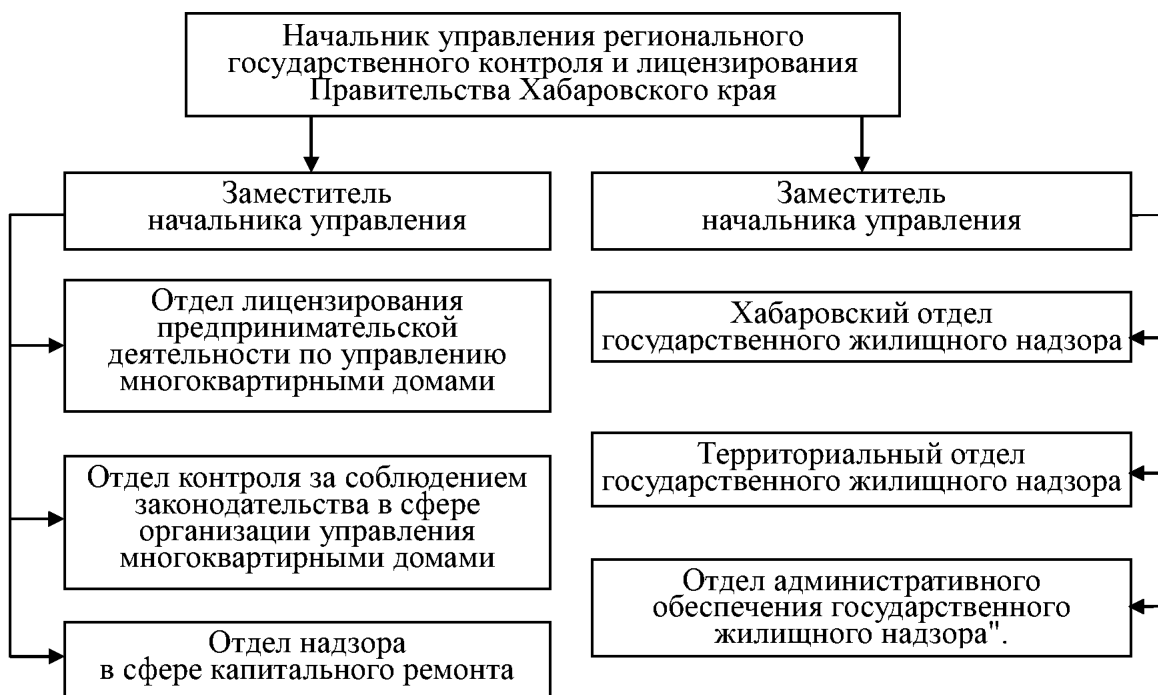 Начальник управления регионального
государственного контроля и лицензирования
Правительства Хабаровского края
Заместитель
начальника управления
Отдел лицензирования
предпринимательской
деятельности по управлению
многоквартирными домами
Отдел контроля за соблюдением
законодательства в сфере
организации управления
многоквартирными домами
Отдел надзора
в сфере капитального ремонта
Заместитель
начальника управления
Хабаровский отдел
государственного жилищного надзора
Территориальный отдел
государственного жилищного надзора
Отдел административного
обеспечения государственного
жилищного надзора".